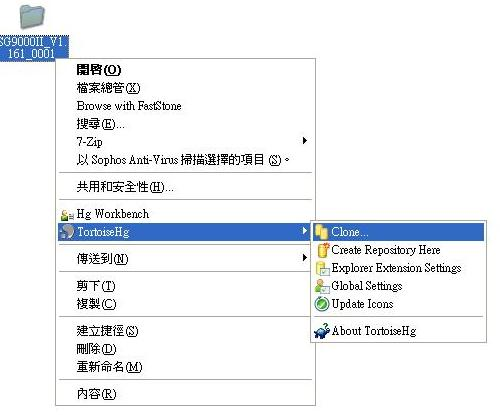 SG9000II_V1.
161_0001
開啓(O)
檔案總管(X)
Browse with FastStone
搜尋(E)...
7-Zip
以 Sophos Anti-Virus 掃描選擇的項目 (S)。
共用和安全性(H)...
Hg Workbench
TortoiseHg
Clone...
Create Repository Here
Explorer Extension Settings
Global Settings
Update Icons
About TortoiseHg
傳送到(N)
剪下(T)
複製(C)
建立捷徑(S)
刪除(D)
重新命名(M)
內容(R)